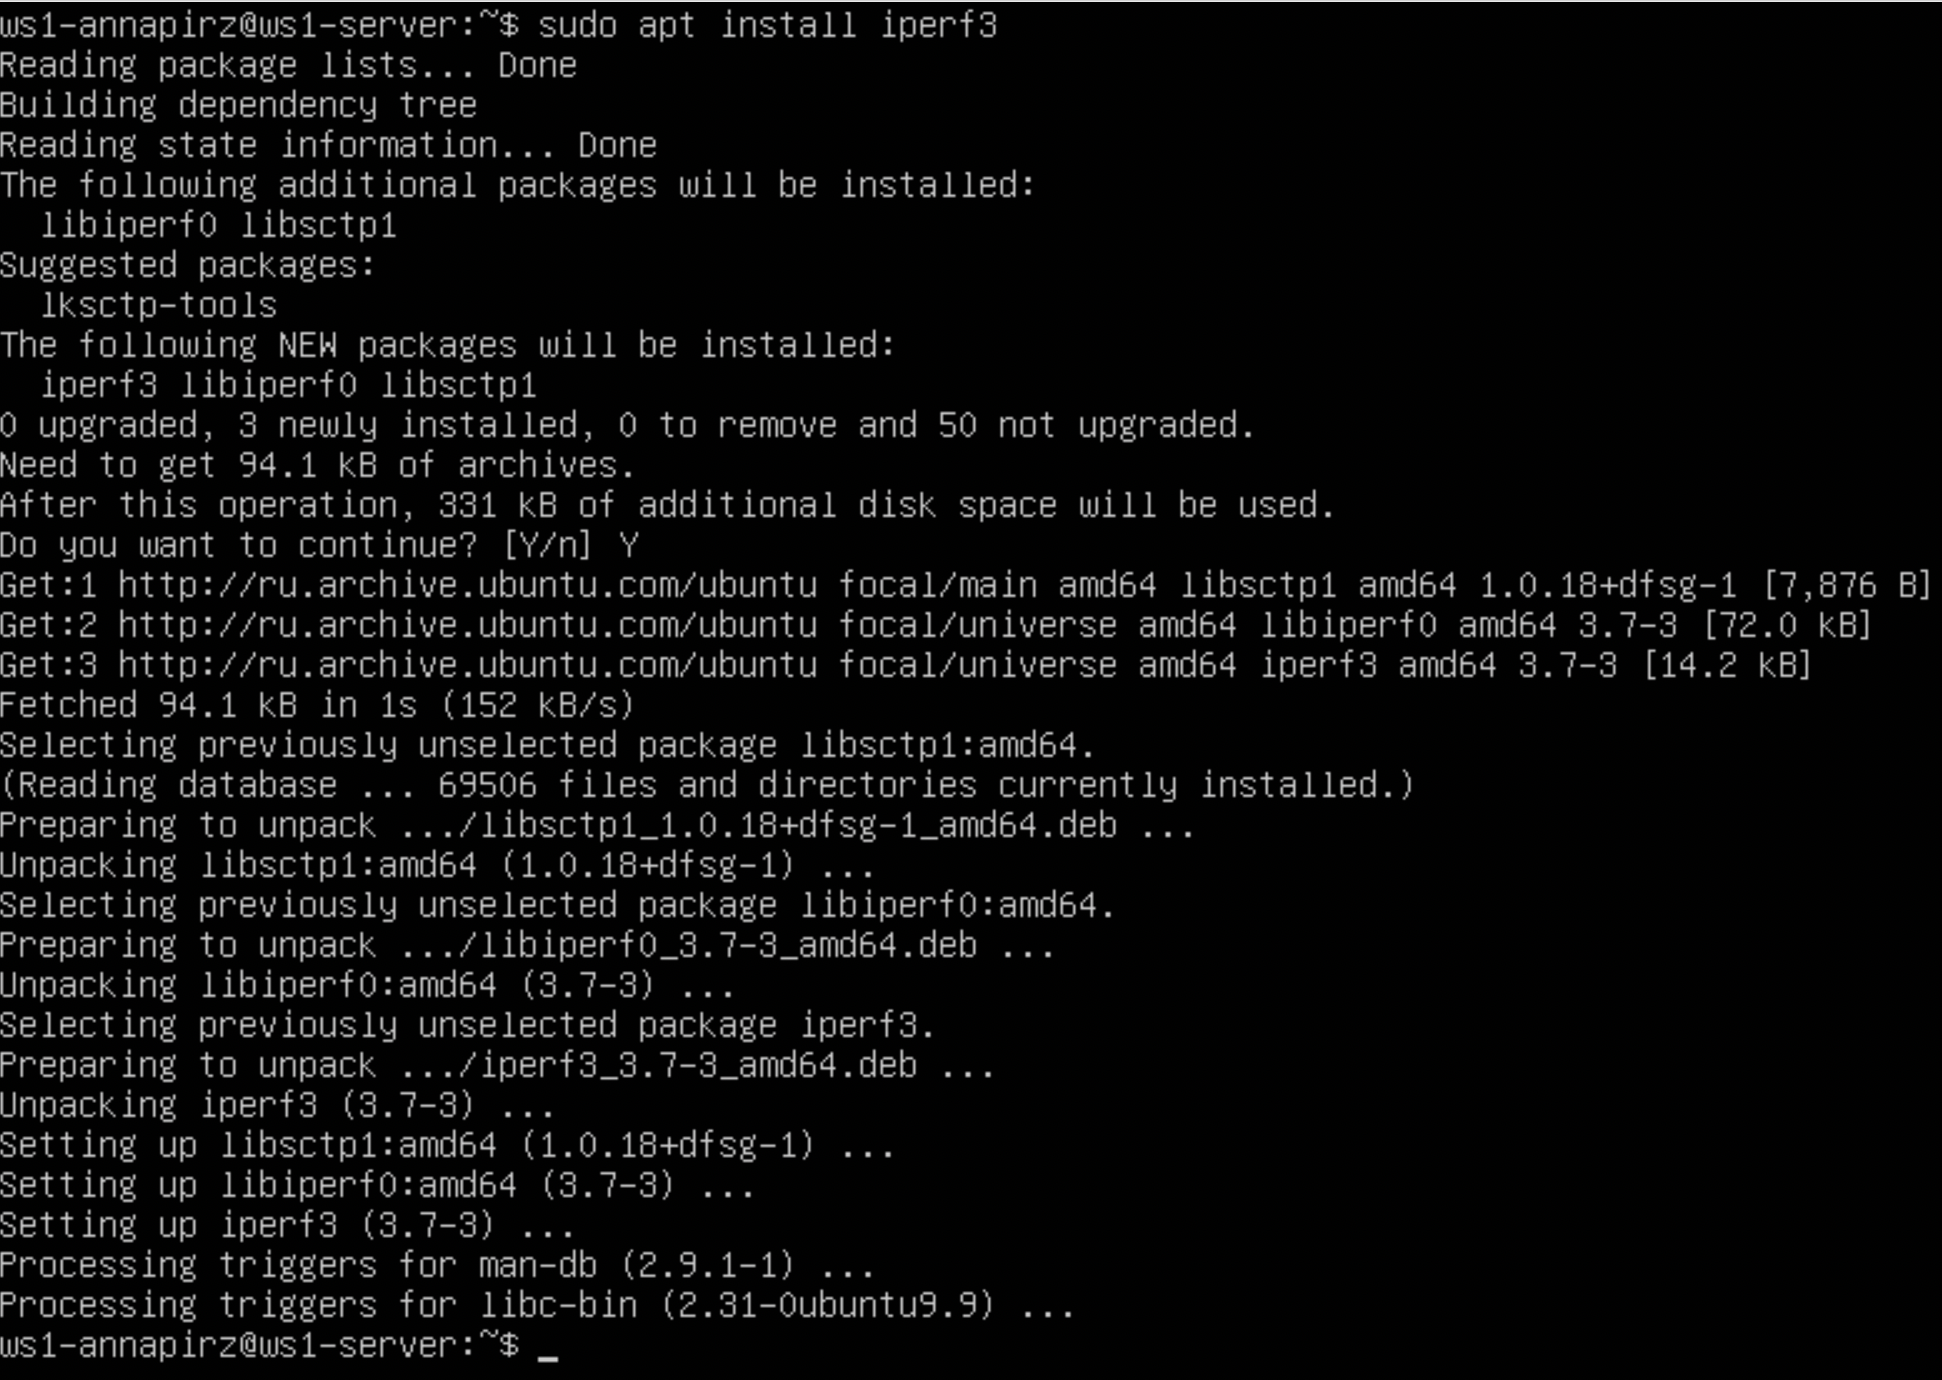 ws1-annapirz@ws1-server:~$ sudo apt install iperf3
Reading package lists... Done
Building dependency tree
Reading state information... Done
The following additional packages will be installed:
  libiperf0 libsctp1
Suggested packages:
  lksctp-tools
The following NEW packages will be installed:
  iperf3 libiperf0 libsctp1
0 upgraded, 3 newly installed, 0 to remove and 50 not upgraded.
Need to get 94.1 kB of archives.
After this operation, 331 kB of additional disk space will be used.
Do you want to continue? [Y/n] Y
Get:1 http://ru.archive.ubuntu.com/ubuntu focal/main amd64 libsctp1 amd64 1.0.18+dfsg-1 [7,876 B]
Get:2 http://ru.archive.ubuntu.com/ubuntu focal/universe amd64 libiperf0 amd64 3.7-3 [72.0 kB]
Get:3 http://ru.archive.ubuntu.com/ubuntu focal/universe amd64 iperf3 amd64 3.7-3 [14.2 kB]
Fetched 94.1 kB in 1s (152 kB/s)
Selecting previously unselected package libsctp1:amd64.
(Reading database ... 69506 files and directories currently installed.)
Preparing to unpack .../libsctp1_1.0.18+dfsg-1_amd64.deb ...
Unpacking libsctp1:amd64 (1.0.18+dfsg-1) ...
Selecting previously unselected package libiperf0:amd64.
Preparing to unpack .../libiperf0_3.7-3_amd64.deb ...
Unpacking libiperf0:amd64 (3.7-3) ...
Selecting previously unselected package iperf3.
Preparing to unpack .../iperf3_3.7-3_amd64.deb ...
Unpacking iperf3 (3.7-3) ...
Setting up libsctp1:amd64 (1.0.18+dfsg-1) ...
Setting up libiperf0:amd64 (3.7-3) ...
Setting up iperf3 (3.7-3) ...
Processing triggers for man-db (2.9.1-1) ...
Processing triggers for libc-bin (2.31-0ubuntu9.9) ...
ws1-annapirz@ws1-server:~$ _